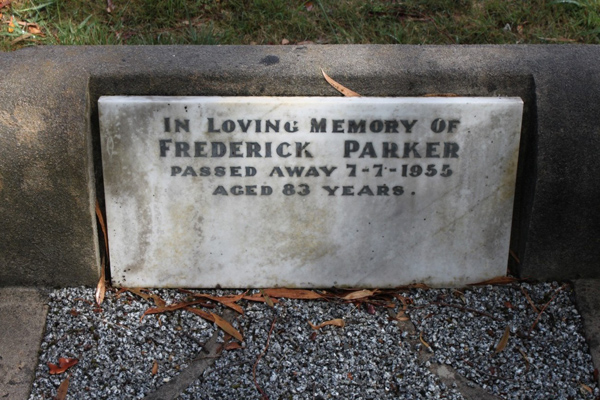 IN LOVING MEMORY OF
FREDERICK PARKER
PASSED AWAY 7-7-1955
AGED 83 YEARS.